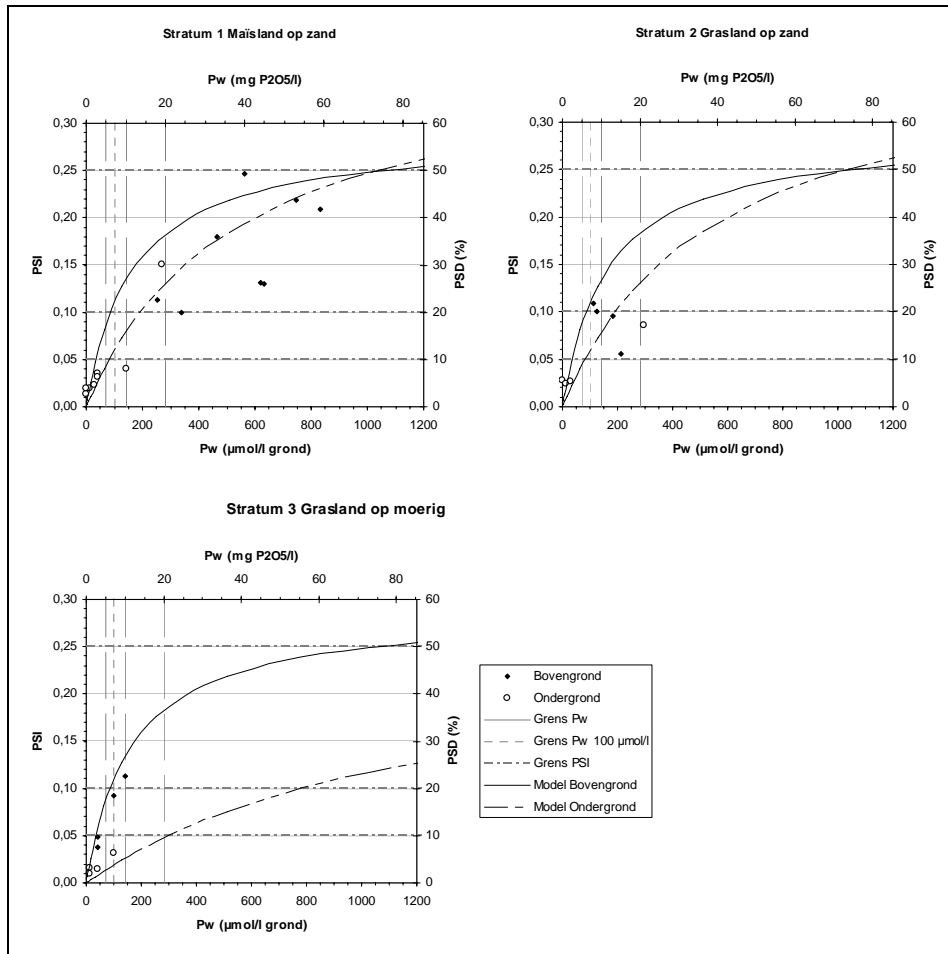 Stratum 1 Maïsland op zand
Pw (mg P2O5/l)
0 20 40 60 80
0,30
0,25
0,20
0,15
0,10
0,05
0,00
PSI
60
50
40
30
20
10
0
PSD (%)
0 200 400 600 800 1000 1200
Pw (µmol/l grond)
Stratum 2 Grasland op zand
Pw (mg P2O5/l)
0 20 40 60 80
0,30
0,25
0,20
0,15
0,10
0,05
0,00
PSI
60
50
40
30
20
10
0
PSD (%)
0 200 400 600 800 1000 1200
Pw (µmol/l grond)
Stratum 3 Grasland op moerig
Pw (mg P2O5/l)
0 20 40 60 80
0,30
0,25
0,20
0,15
0,10
0,05
0,00
PSI
60
50
40
30
20
10
0
PSD (%)
0 200 400 600 800 1000 1200
Pw (µmol/l grond)
Bovengrond
Ondergrond
Grens Pw
Grens Pw 100 µmol/l
Grens PSI
Model Bovengrond
Model Ondergrond